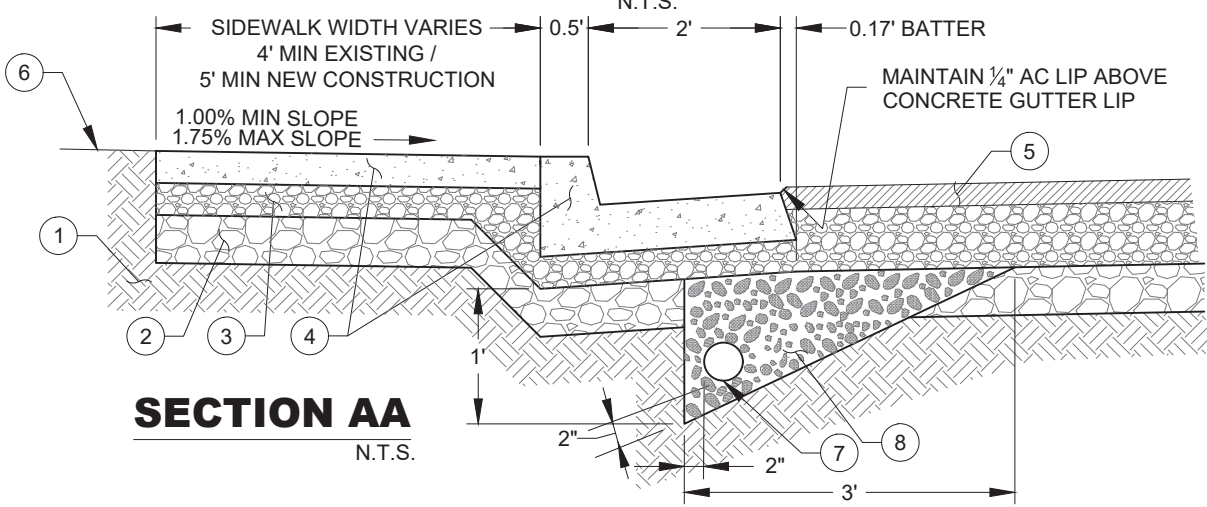 N.T.S.
SIDEWALK WIDTH VARIES
4' MIN EXISTING /
5' MIN NEW CONSTRUCTION
0.5'
2'
0.17' BATTER
MAINTAIN ¼" AC LIP ABOVE
CONCRETE GUTTER LIP
6
1.00% MIN SLOPE
1.75% MAX SLOPE
5
1
2
3
4
1'
SECTION AA
N.T.S.
2"
2"
7
8
3'